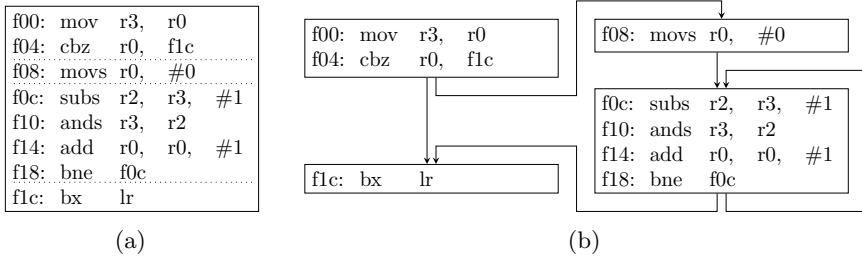 f00: mov r3, r0
f04: cbz r0, f1c
f08: movs r0, #0
f0c: subs r2, r3, #1
f10: ands r3, r2
f14: add r0, r0, #1
f18: bne f0c
f1c: bx lr
(a)
f00: mov r3, r0
f04: cbz r0, f1c
f1c: bx lr
f08: movs r0, #0
f0c: subs r2, r3, #1
f10: ands r3, r2
f14: add r0, r0, #1
f18: bne f0c
(b)